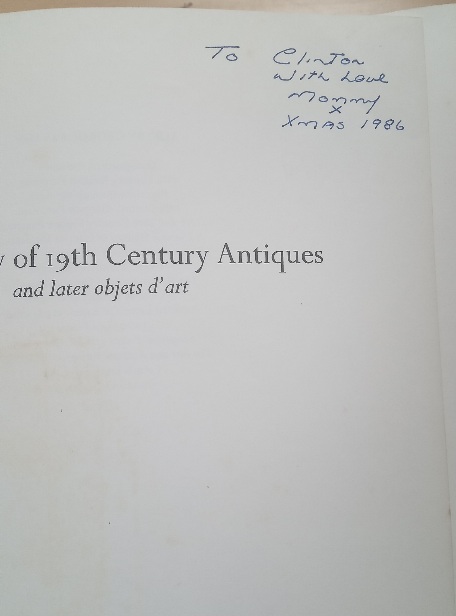 To Clinton
With Love
Mommy
x
XMAS 1986
y of 19th Century Antiques
and later objets d'art